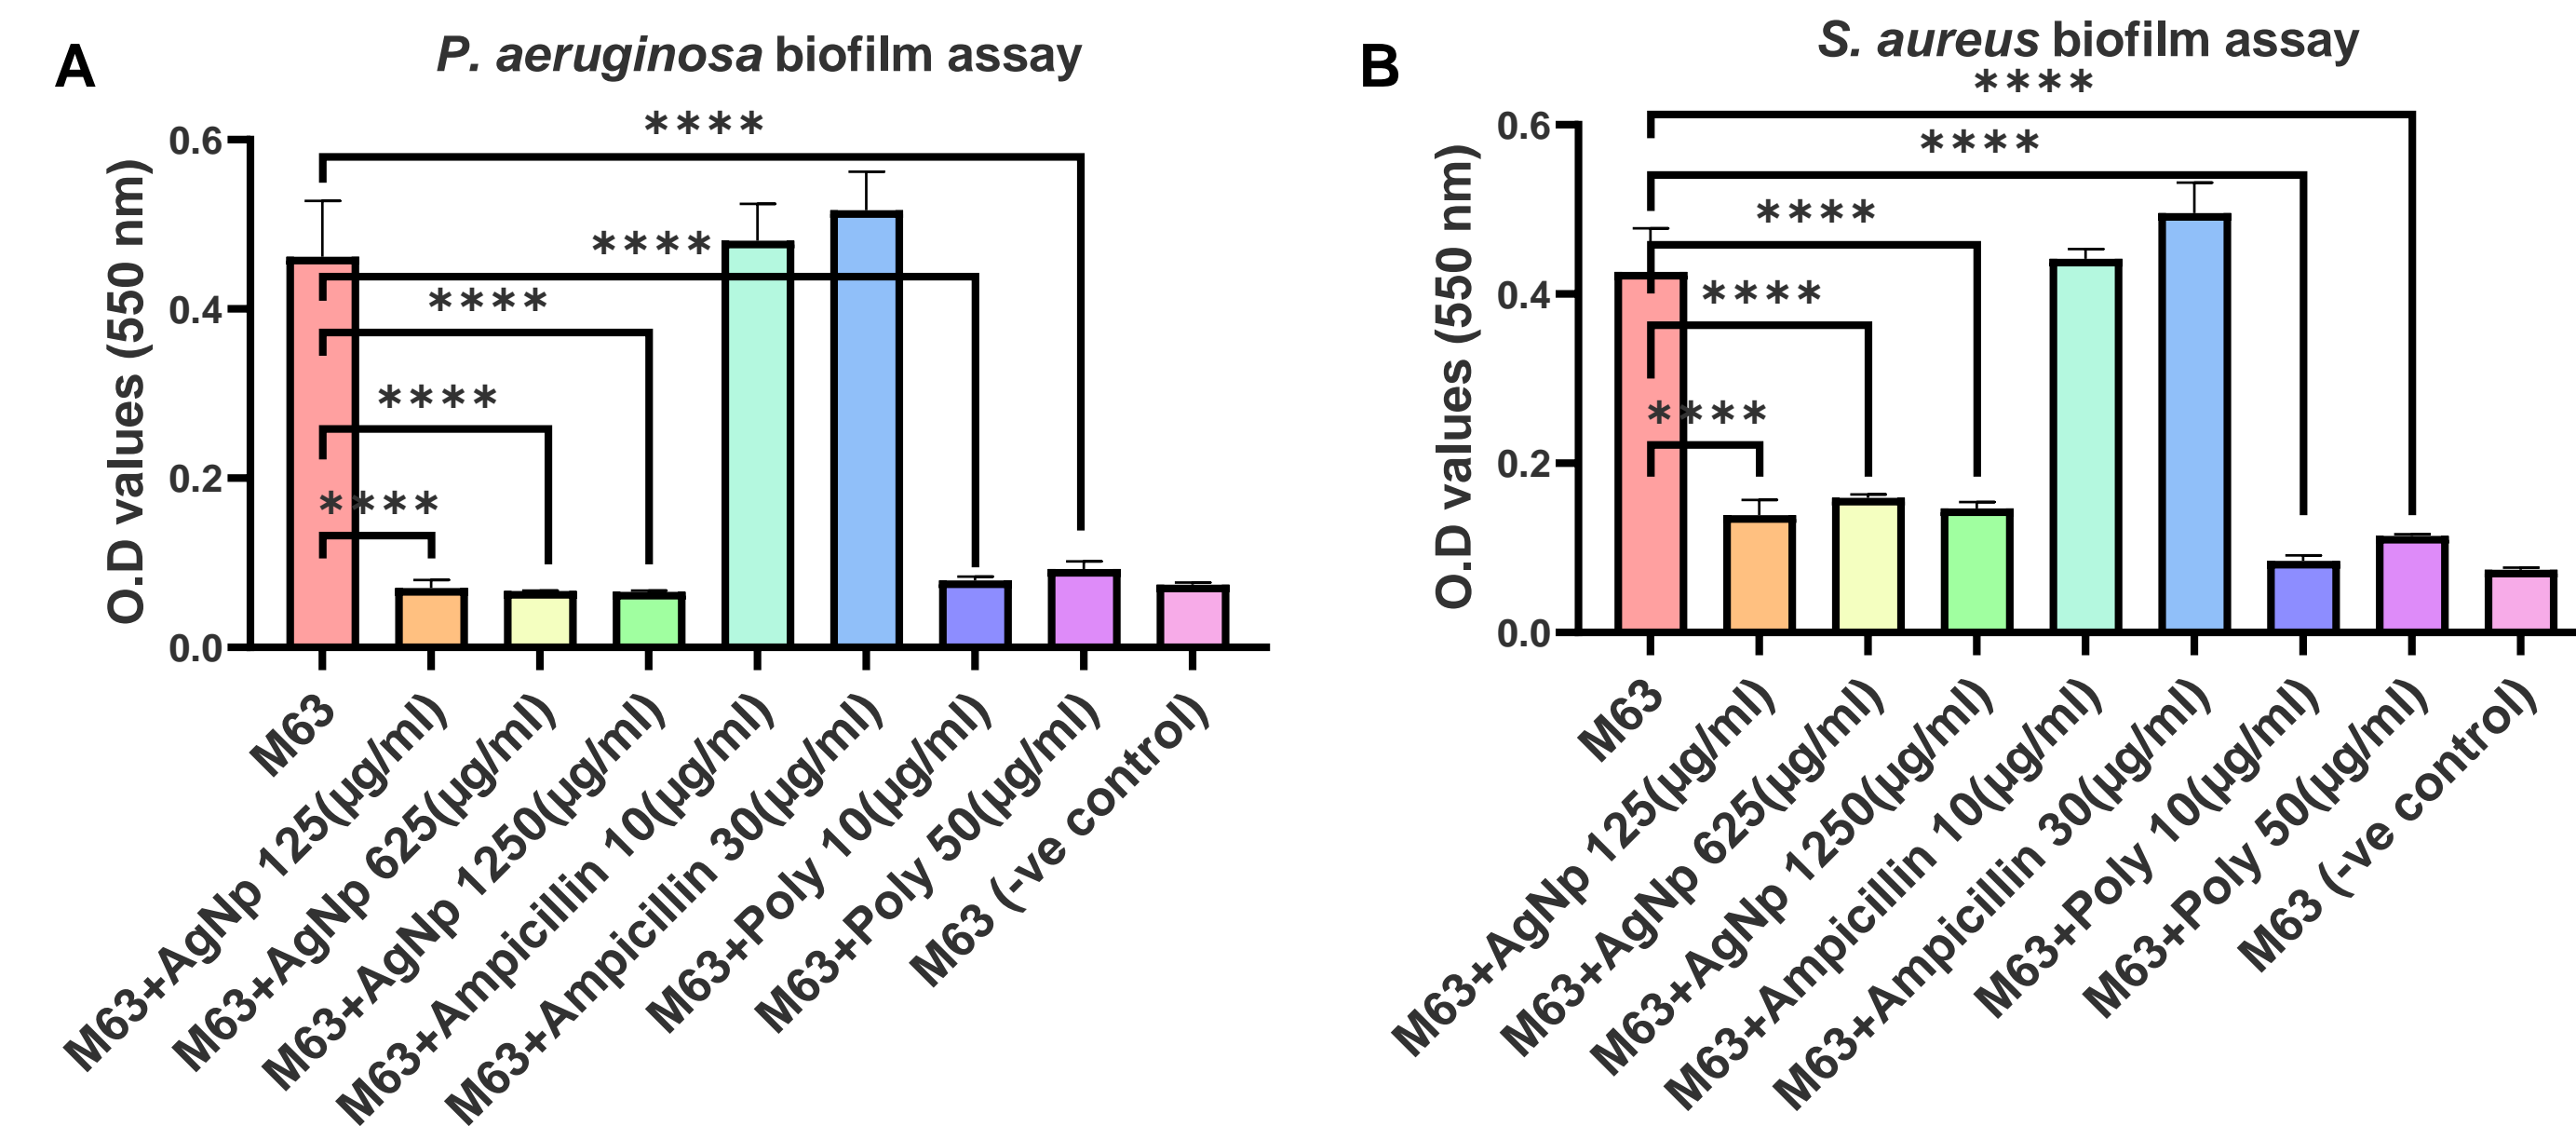 A
P. aeruginosa biofilm assay
****
****
****
****
****
O.D values (550 nm)
0.6
0.4
0.2
0.0
M63
M63+AgNp 125(µg/ml)
M63+AgNp 625(µg/ml)
M63+AgNp 1250(µg/ml)
M63+Ampicillin 10(µg/ml)
M63+Ampicillin 30(µg/ml)
M63+Poly 10(µg/ml)
M63+Poly 50(µg/ml)
M63 (-ve control)
B
S. aureus biofilm assay
****
****
****
****
****
O.D values (550 nm)
0.6
0.4
0.2
0.0
M63
M63+AgNp 125(µg/ml)
M63+AgNp 625(µg/ml)
M63+AgNp 1250(µg/ml)
M63+Ampicillin 10(µg/ml)
M63+Ampicillin 30(µg/ml)
M63+Poly 10(µg/ml)
M63+Poly 50(µg/ml)
M63 (-ve control)